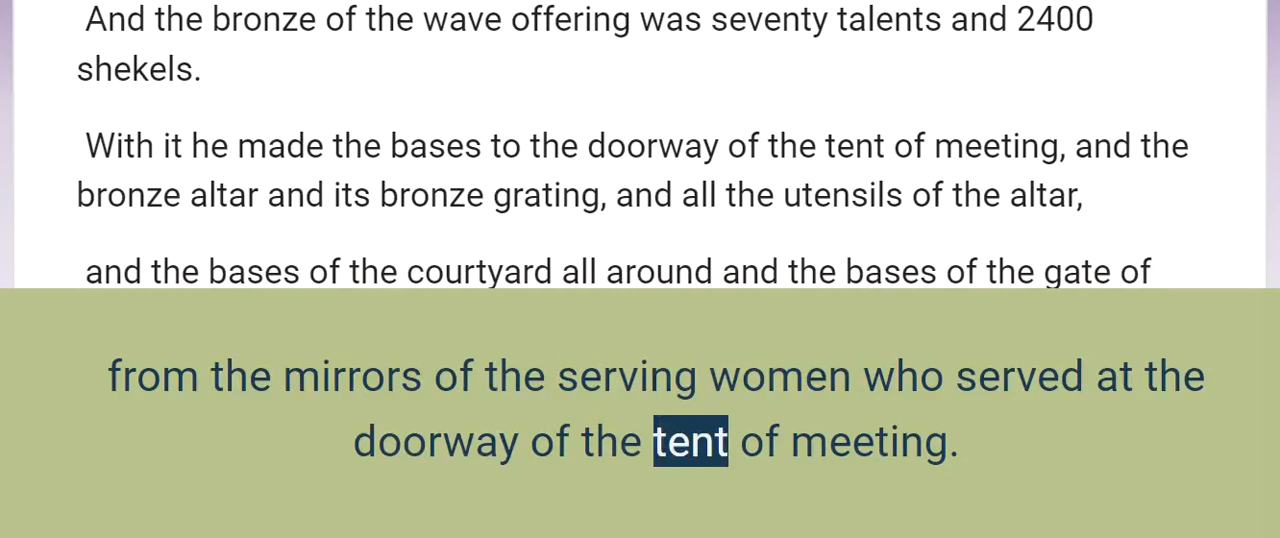 And the bronze of the wave offering was seventy talents and 2400
shekels.
With it he made the bases to the doorway of the tent of meeting, and the
bronze altar and its bronze grating, and all the utensils of the altar,
and the bases of the courtyard all around and the bases of the gate of
from the mirrors of the serving women who served at the
doorway of the tent of meeting.